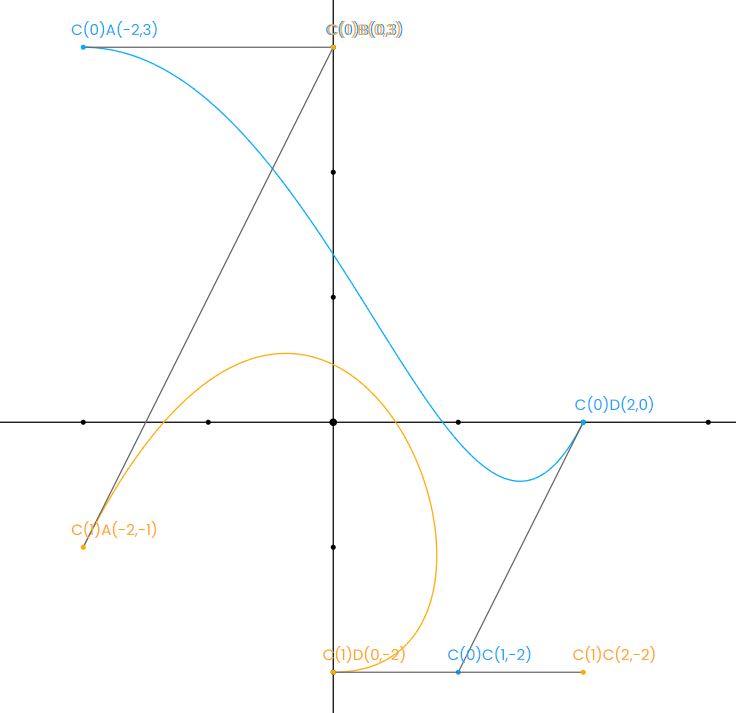 C(0)A(-2,3)
C(0)D(2,0)
C(1)A(-2,-1)
C(1)D(0,-2)
C(0)C(1,-2)
C(1)C(2,-2)